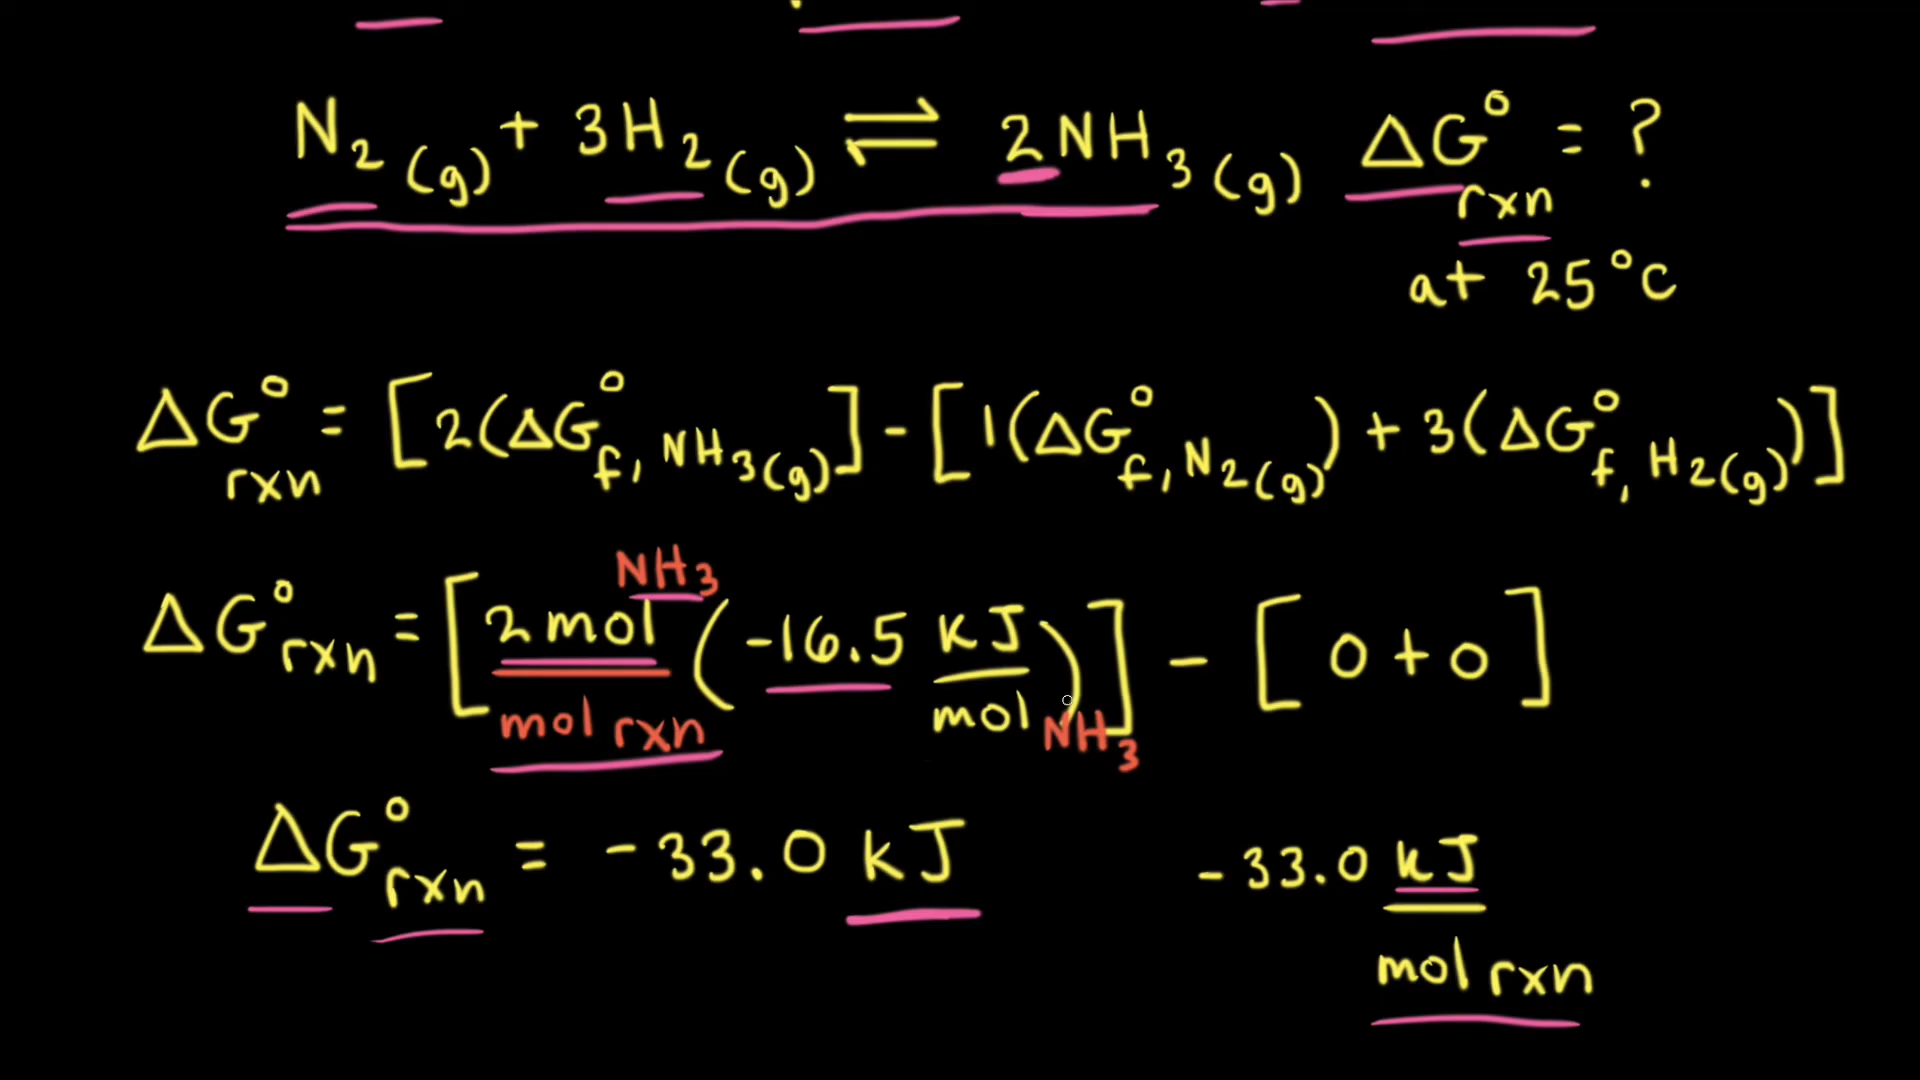 N₂(g) + 3H₂(g) ⇌ 2NH₃(g) ΔG°rxn = ?
at 25°C
ΔG°rxn = [2(ΔG°f, NH₃(g)] - [1(ΔG°f, N₂(g)) + 3(ΔG°f, H₂(g))]
ΔG°rxn = [2 mol NH₃/mol rxn (-16.5 kJ/mol NH₃)] - [0 + 0]
ΔG°rxn = -33.0 kJ -33.0 kJ/mol rxn